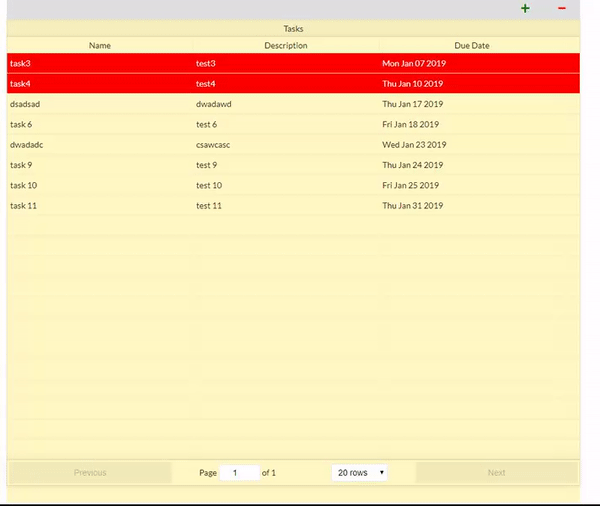 + −
Tasks
Name Description Due Date
task3 test3 Mon Jan 07 2019
task4 test4 Thu Jan 10 2019
dsadsad dwadawd Thu Jan 17 2019
task 6 test 6 Fri Jan 18 2019
dwadadc csawcasc Wed Jan 23 2019
task 9 test 9 Thu Jan 24 2019
task 10 test 10 Fri Jan 25 2019
task 11 test 11 Thu Jan 31 2019
Previous Page 1 of 1 20 rows Next